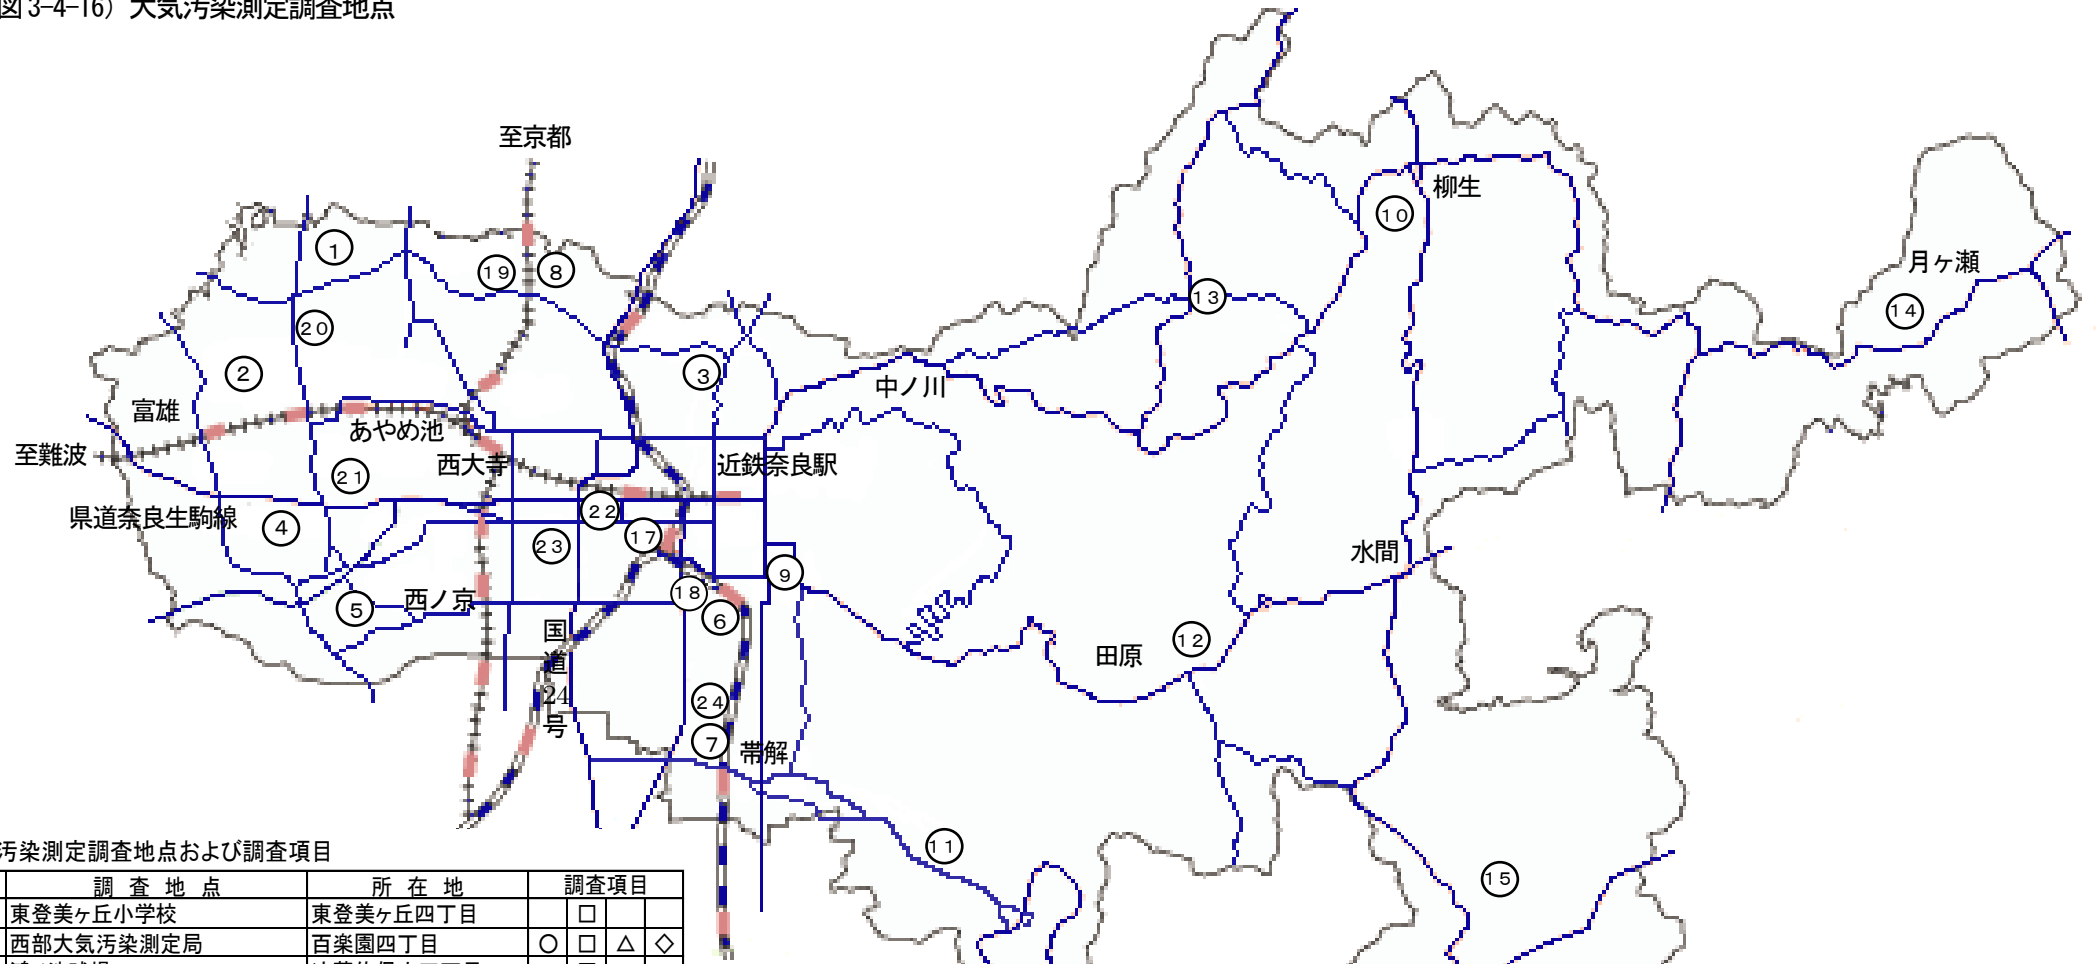 図3-4-16) 大気汚染測定調査地点
至京都
柳生
⑩
月ヶ瀬
①
⑲
⑧
⑬
⑭
⑳
②
③
中ノ川
富雄
あやめ池
至難波
西大寺
近鉄奈良駅
㉑
県道奈良生駒線
④
㉒
⑰
㉓
水間
⑨
⑤
西ノ京
⑱
⑥
国道24号
田原
⑫
㉔
⑦
帯解
⑪
⑮
汚染測定調査地点および調査項目
調査地点 所在地 調査項目
東登美ヶ丘小学校 東登美ヶ丘四丁目 □
西部大気汚染測定局 百楽園四丁目 ○ □ △ ◇